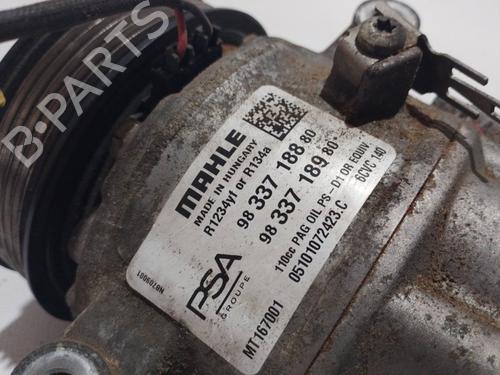 MAHLE
MADE IN HUNGARY
R1234yf or R134a
98 337 188 80
98 337 189 80
110cc PAG OIL PS-D1 OR EQUIV.
6CVC 140
05101072423.C
PSA
GROUPE
MT167001
N8709001
B-PARTS